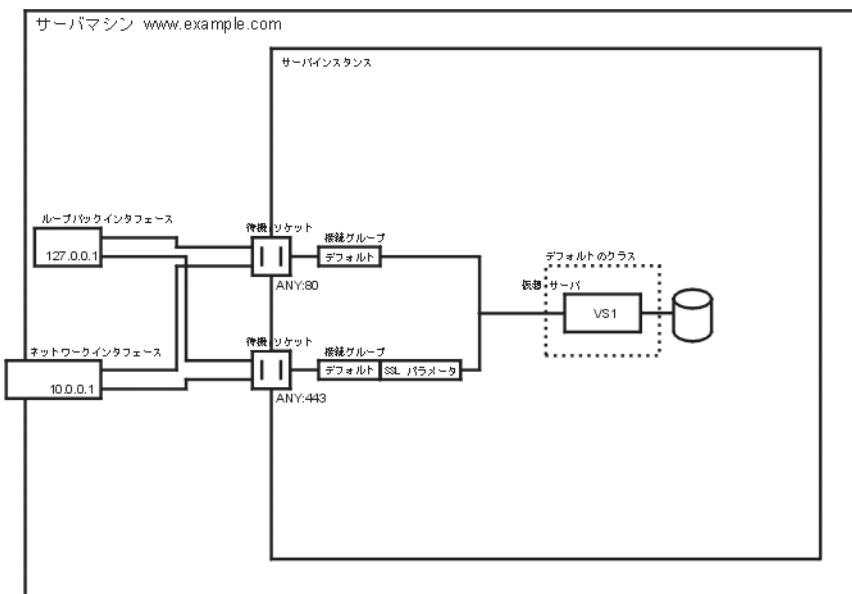 サーバマシン www.example.com
サーバインスタンス
ループバックインタフェース
127.0.0.1
待機ソケット
ANY:80
接続グループ
デフォルト
デフォルトのクラス
仮想サーバ
VS1
ネットワークインタフェース
10.0.0.1
待機ソケット
ANY:443
接続グループ
デフォルト
SSL パラメータ